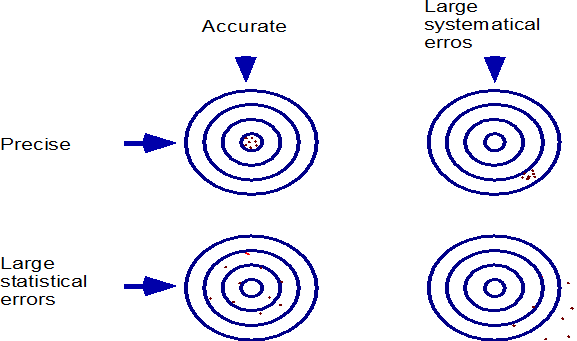 Accurate
Large
systematical
erros
Precise
Large
statistical
errors